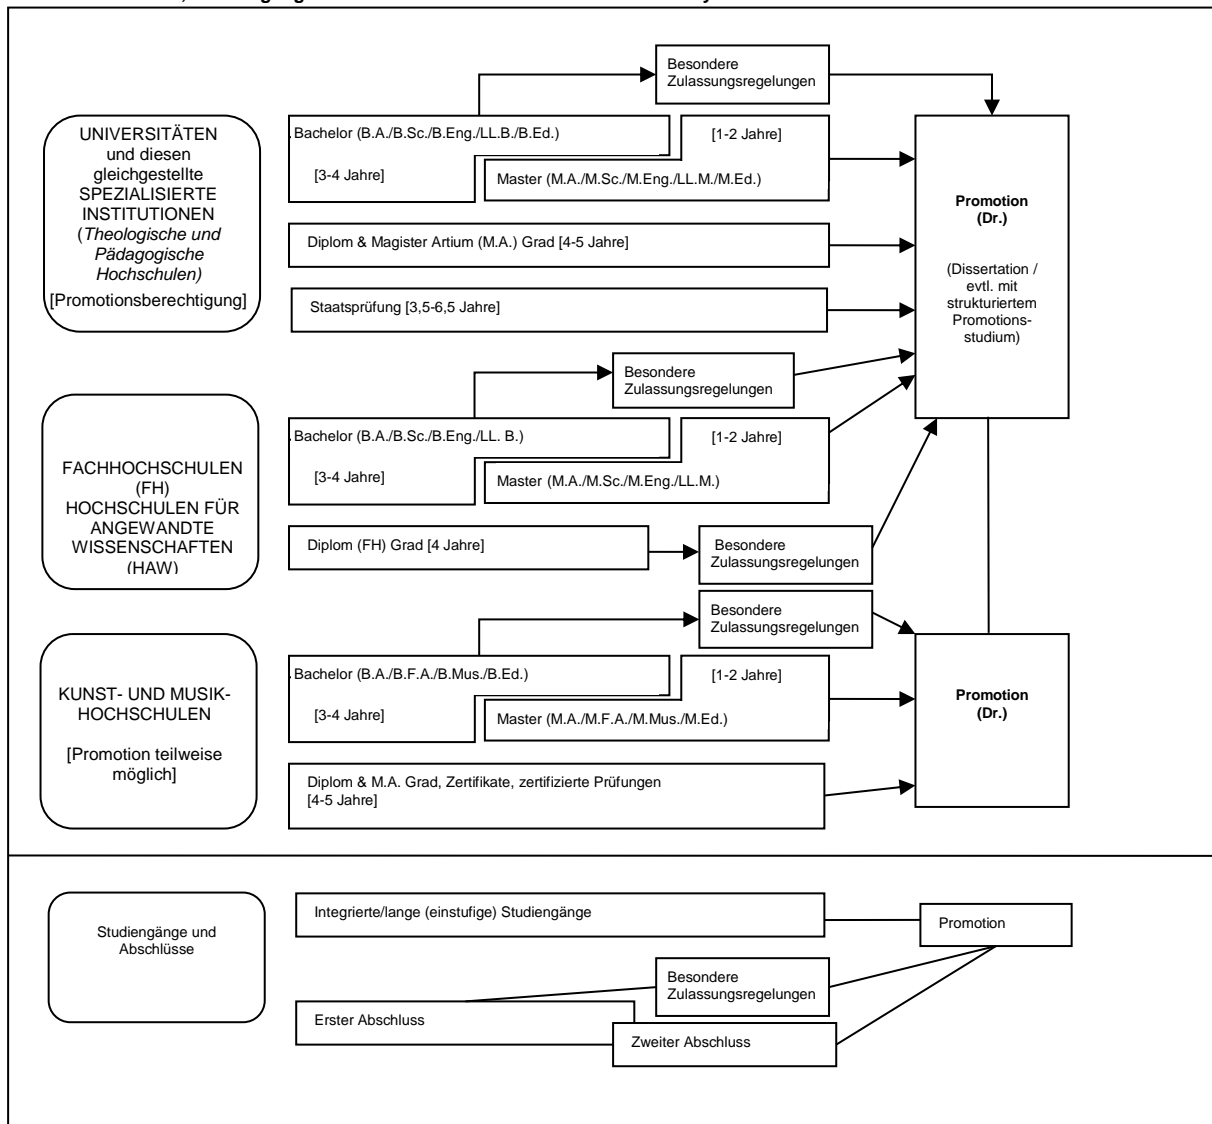 Besondere
Zulassungsregelungen
UNIVERSITÄTEN
und diesen
gleichgestellte
SPEZIALISIERTE
INSTITUTIONEN
(Theologische und
Pädagogische
Hochschulen)
[Promotionsberechtigung]
Bachelor (B.A./B.Sc./B.Eng./LL.B./B.Ed.)
[3-4 Jahre]
[1-2 Jahre]
Master (M.A./M.Sc./M.Eng./LL.M./M.Ed.)
Diplom & Magister Artium (M.A.) Grad [4-5 Jahre]
Staatsprüfung [3,5-6,5 Jahre]
Promotion
(Dr.)
(Dissertation /
evtl. mit
strukturiertem
Promotions-
studium)
Besondere
Zulassungsregelungen
FACHHOCHSCHULEN
(FH)
HOCHSCHULEN FÜR
ANGEWANDTE
WISSENSCHAFTEN
(HAW)
Bachelor (B.A./B.Sc./B.Eng./LL. B.)
[3-4 Jahre]
[1-2 Jahre]
Master (M.A./M.Sc./M.Eng./LL.M.)
Diplom (FH) Grad [4 Jahre]
Besondere
Zulassungsregelungen
Besondere
Zulassungsregelungen
KUNST- UND MUSIK-
HOCHSCHULEN
[Promotion teilweise
möglich]
Bachelor (B.A./B.F.A./B.Mus./B.Ed.)
[3-4 Jahre]
[1-2 Jahre]
Master (M.A./M.F.A./M.Mus./M.Ed.)
Diplom & M.A. Grad, Zertifikate, zertifizierte Prüfungen
[4-5 Jahre]
Promotion
(Dr.)
Studiengänge und
Abschlüsse
Integrierte/lange (einstufige) Studiengänge
Promotion
Besondere
Zulassungsregelungen
Erster Abschluss
Zweiter Abschluss